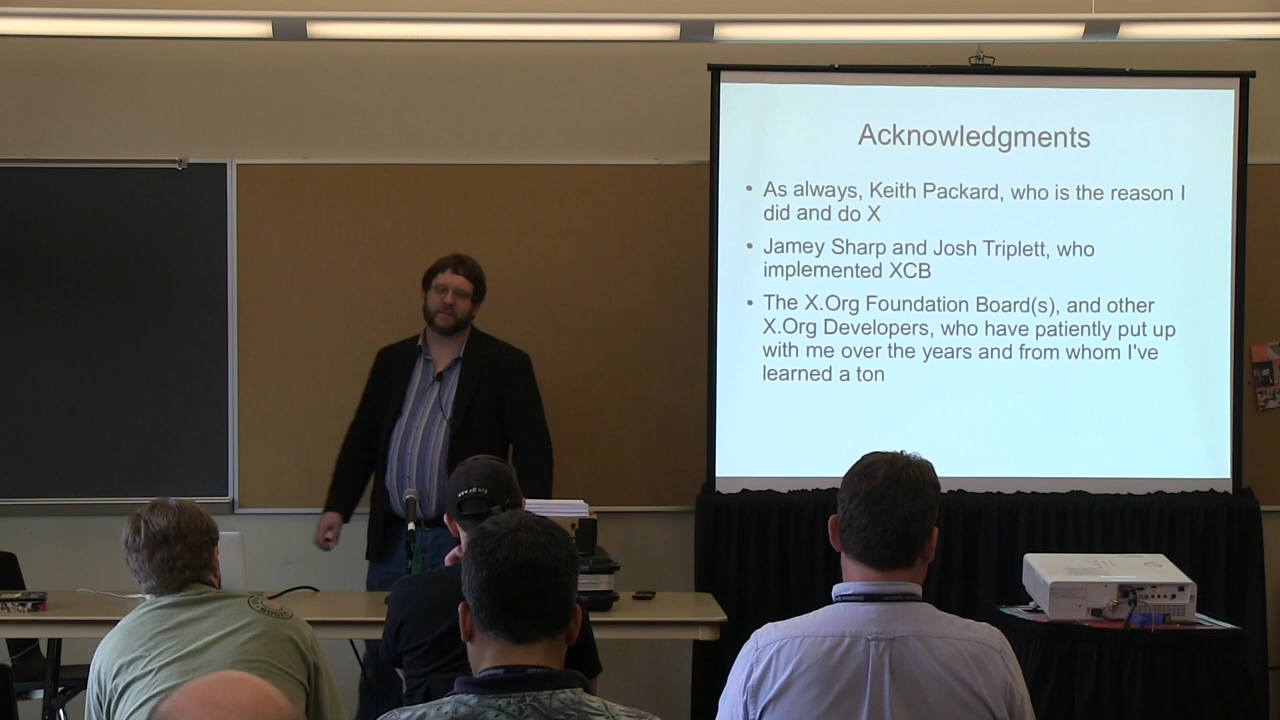 Acknowledgments
• As always, Keith Packard, who is the reason I
did and do X
• Jamey Sharp and Josh Triplett, who
implemented XCB
• The X.Org Foundation Board(s), and other
X.Org Developers, who have patiently put up
with me over the years and from whom I've
learned a ton